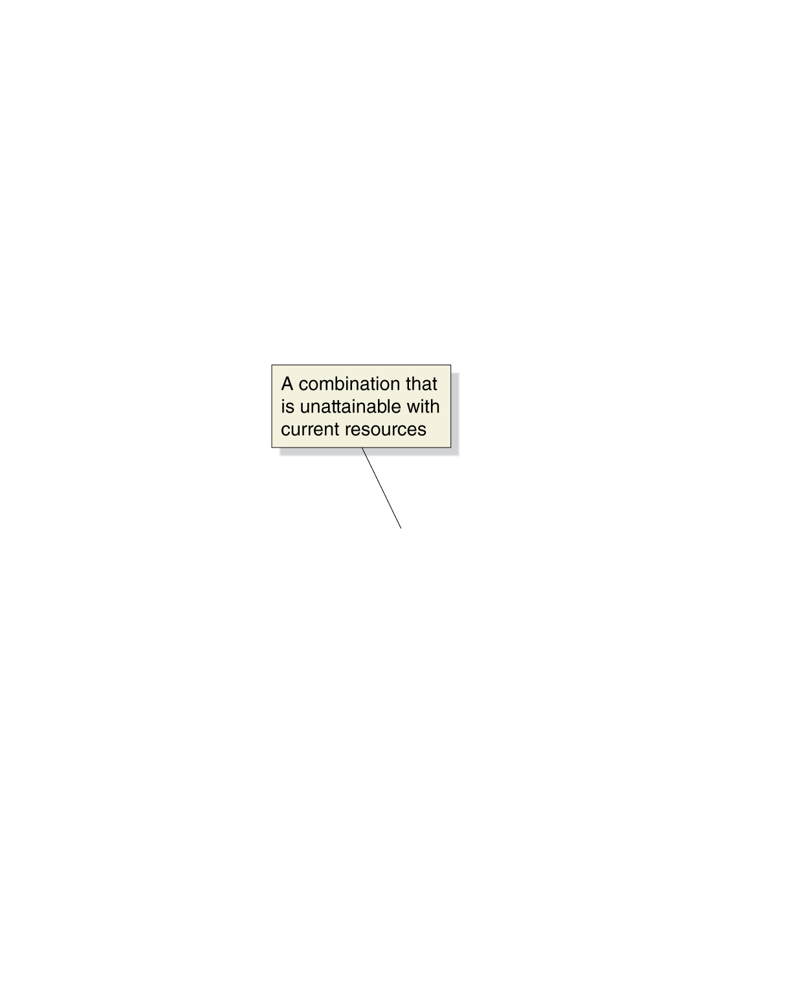 A combination that
is unattainable with
current resources